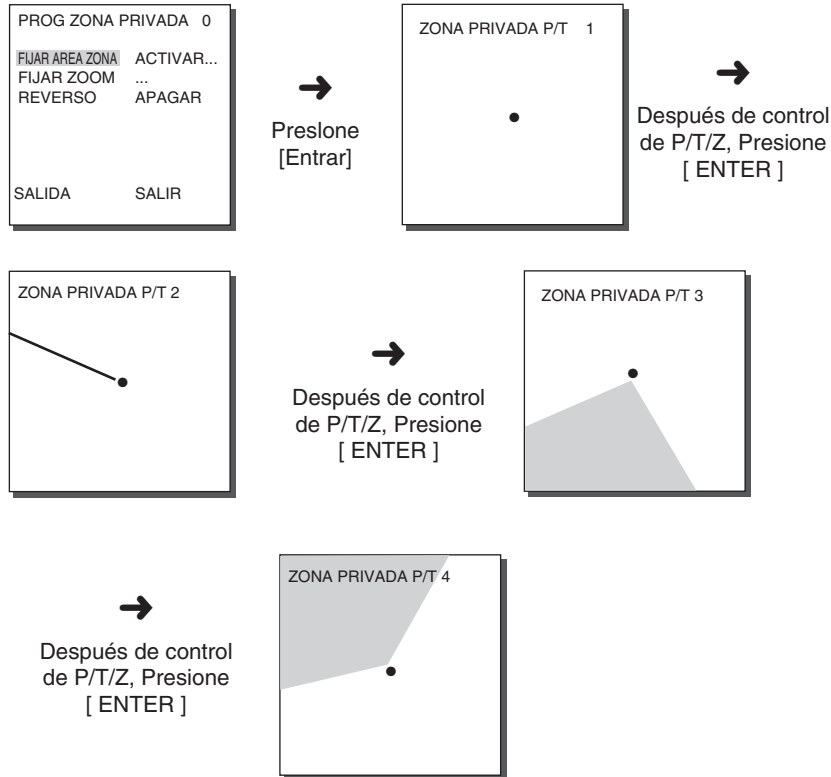 PROG ZONA PRIVADA 0
FIJAR AREA ZONA ACTIVAR...
FIJAR ZOOM ...
REVERSO APAGAR
SALIDA SALIR
Preslone
[Entrar]
ZONA PRIVADA P/T 1
Después de control
de P/T/Z, Presione
[ ENTER ]
ZONA PRIVADA P/T 2
Después de control
de P/T/Z, Presione
[ ENTER ]
ZONA PRIVADA P/T 3
Después de control
de P/T/Z, Presione
[ ENTER ]
ZONA PRIVADA P/T 4